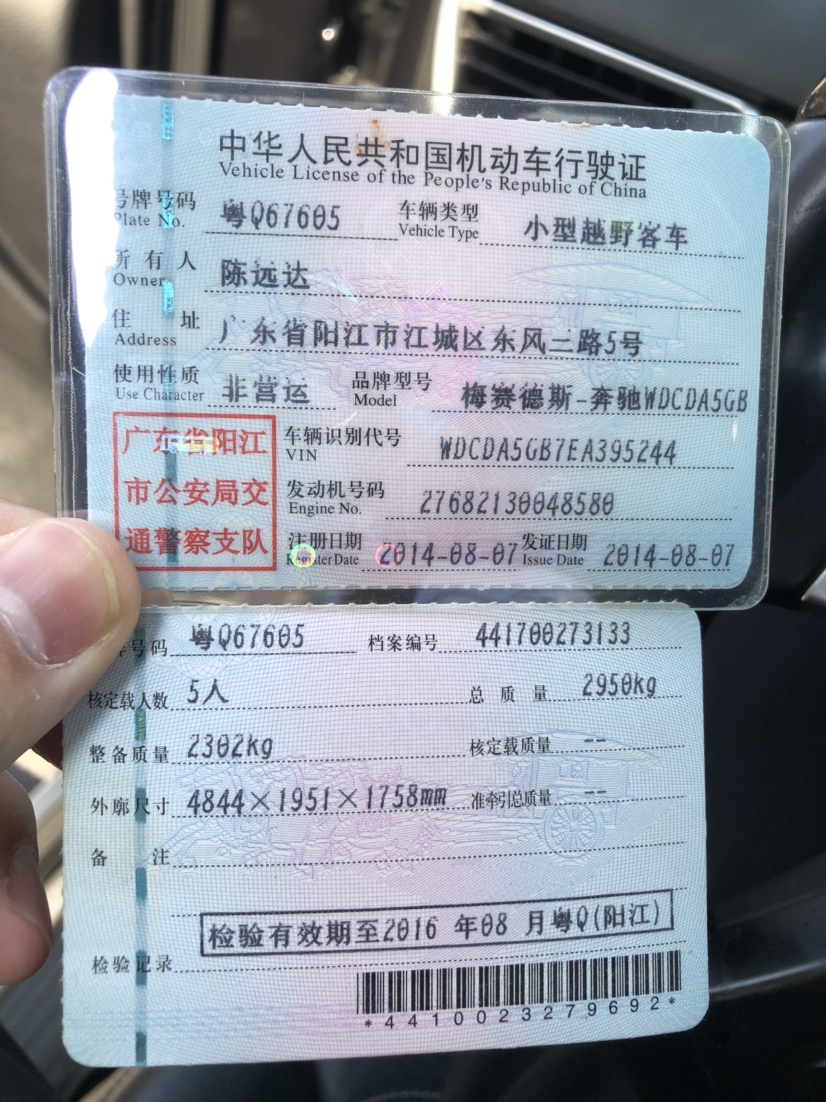 中华人民共和国机动车行驶证
Vehicle License of the People's Republic of China
号牌号码 粤Q67605 车辆类型 小型越野客车
Plate No. Vehicle Type
所有人 陈远达
Owner
住址 广东省阳江市江城区东风三路5号
Address
使用性质 非营运 品牌型号 梅赛德斯-奔驰WDCDA5GB
Use Character Model
广东省阳江
市公安局交
通警察支队
车辆识别代号 WDCDA5GB7EA395244
VIN
发动机号码 27682130048580
Engine No.
注册日期 2014-08-07 发证日期 2014-08-07
Register Date Issue Date
号码 粤Q67605 档案编号 441700273133
核定载人数 5人 总质量 2950kg
整备质量 2302kg 核定载质量 --
外廓尺寸 4844×1951×1758mm 准牵引总质量 --
备注
检验有效期至2016 年08 月粤Q(阳江)
检验记录
*4410023279692*